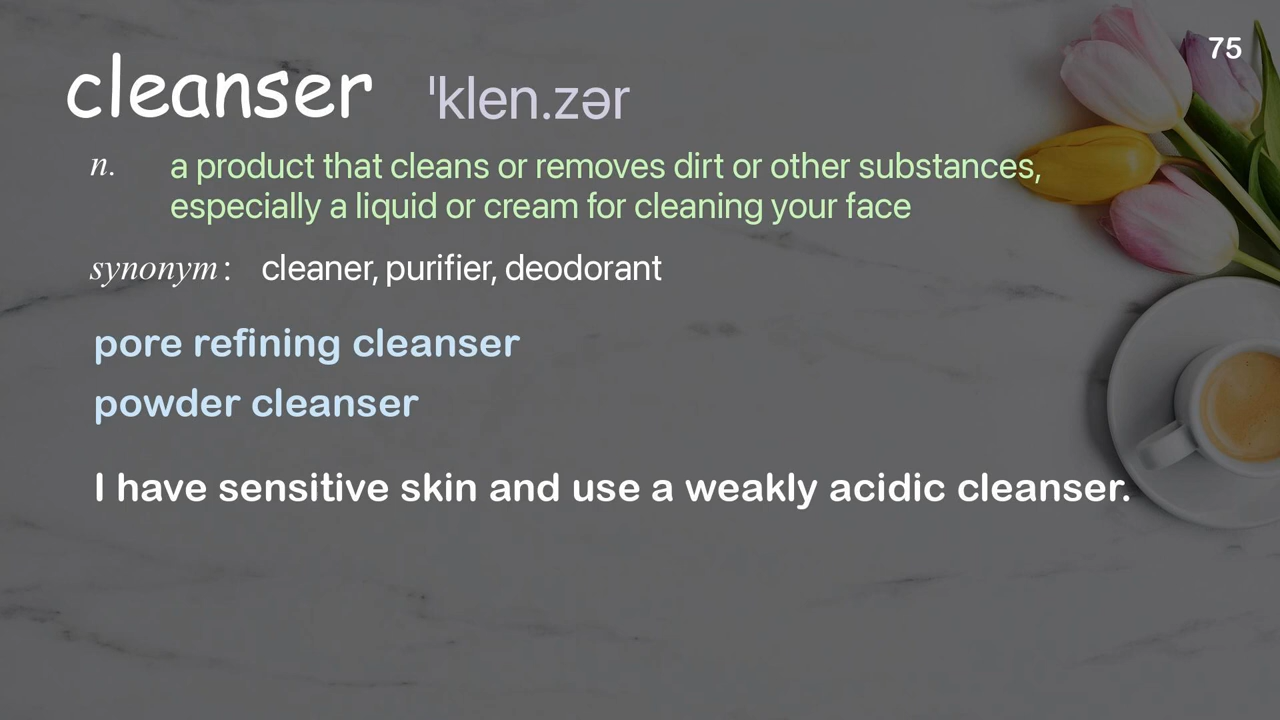 75
cleanser ˈklen.zər
n. a product that cleans or removes dirt or other substances,
especially a liquid or cream for cleaning your face
synonym : cleaner, purifier, deodorant
pore refining cleanser
powder cleanser
I have sensitive skin and use a weakly acidic cleanser.